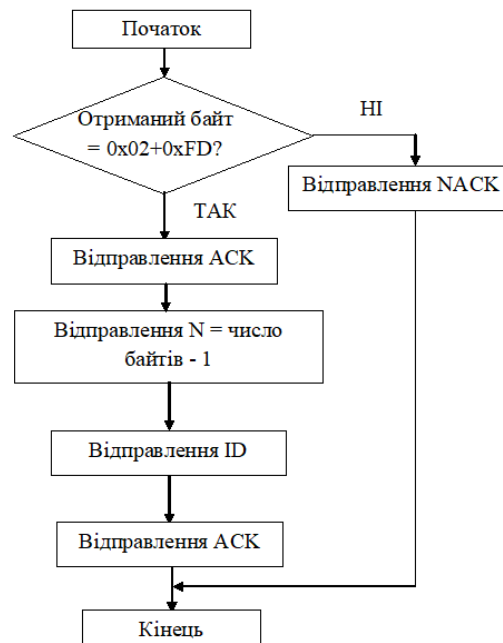 Початок
Отриманий байт
= 0x02+0xFD?
НІ
Відправлення NACK
ТАК
Відправлення ACK
Відправлення N = число
байтів - 1
Відправлення ID
Відправлення ACK
Кінець